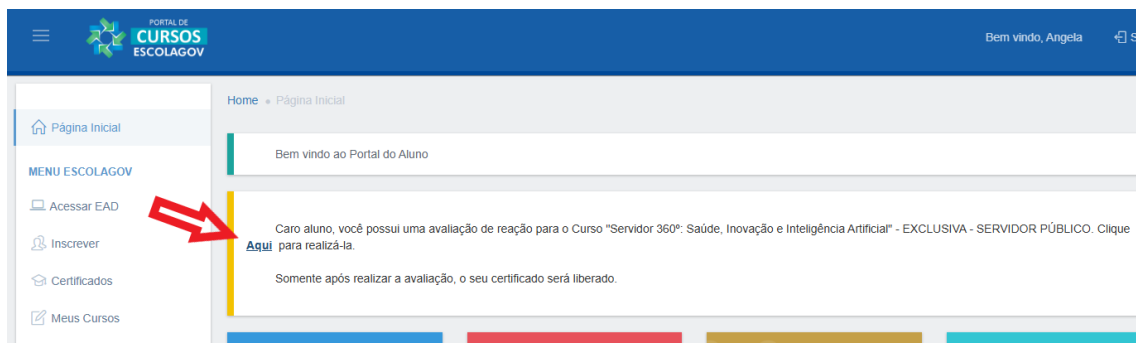 PORTAL DE
CURSOS
ESCOLAGOV
Bem vindo, Angela
Home • Página Inicial
Página Inicial
Bem vindo ao Portal do Aluno
MENU ESCOLAGOV
Acessar EAD
Caro aluno, você possui uma avaliação de reação para o Curso "Servidor 360º: Saúde, Inovação e Inteligência Artificial" - EXCLUSIVA - SERVIDOR PÚBLICO. Clique
Aqui para realizá-la.
Inscrever
Somente após realizar a avaliação, o seu certificado será liberado.
Certificados
Meus Cursos